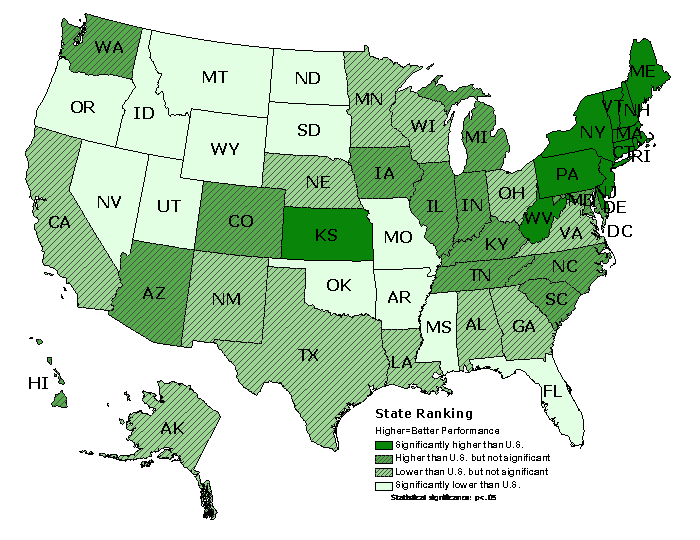 WA
MT
ND
MN
ME
OR
ID
SD
WI
MI
VT
NH
NY
MA
CT
RI
WY
IA
PA
NE
OH
NJ
NV
UT
CO
IL
IN
MD
DE
CA
KS
MO
WV
VA
DC
KY
AZ
NM
OK
AR
TN
NC
SC
TX
MS
AL
GA
LA
HI
FL
AK
State Ranking
Higher=Better Performance
Significantly higher than U.S.
Higher than U.S. but not significant
Lower than U.S. but not significant
Significantly lower than U.S.
Statistical significance: p<.05